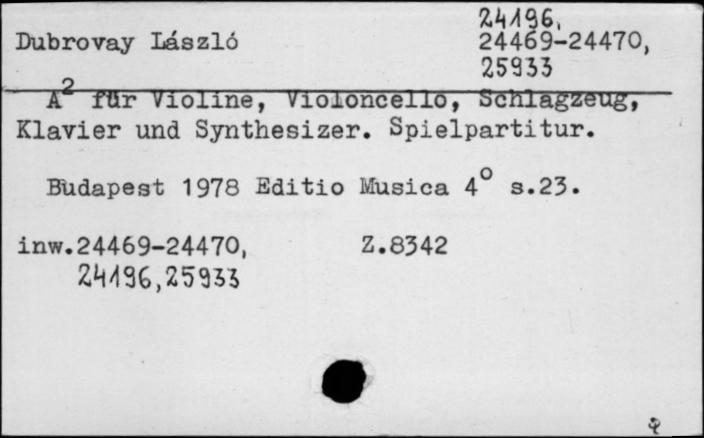 24196,
Dubrovay László 24469-24470,
25933
A² für Violine, Violoncello, Schlagzeug,
Klavier und Synthesizer. Spielpartitur.
Budapest 1978 Editio Musica 4° s.23.
inw.24469-24470, Z.8342
24196,25933